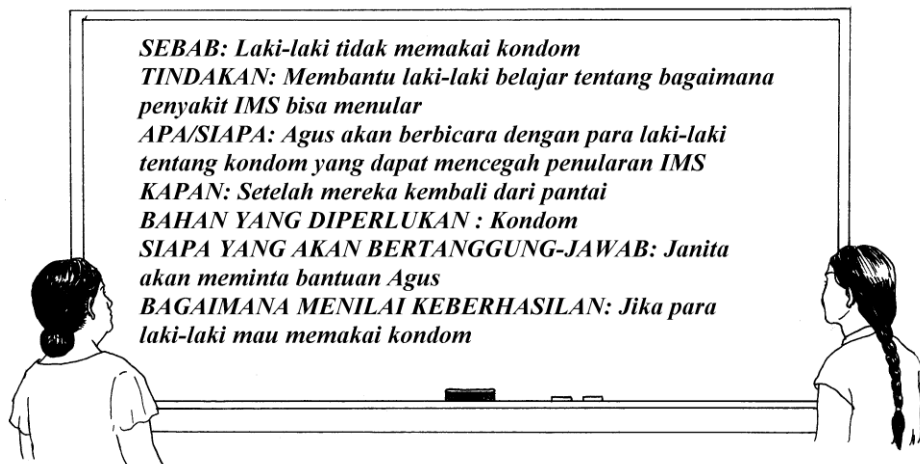 SEBAB: Laki-laki tidak memakai kondom
TINDAKAN: Membantu laki-laki belajar tentang bagaimana
penyakit IMS bisa menular
APA/SIAPA: Agus akan berbicara dengan para laki-laki
tentang kondom yang dapat mencegah penularan IMS
KAPAN: Setelah mereka kembali dari pantai
BAHAN YANG DIPERLUKAN : Kondom
SIAPA YANG AKAN BERTANGGUNG-JAWAB: Janita
akan meminta bantuan Agus
BAGAIMANA MENILAI KEBERHASILAN: Jika para
laki-laki mau memakai kondom